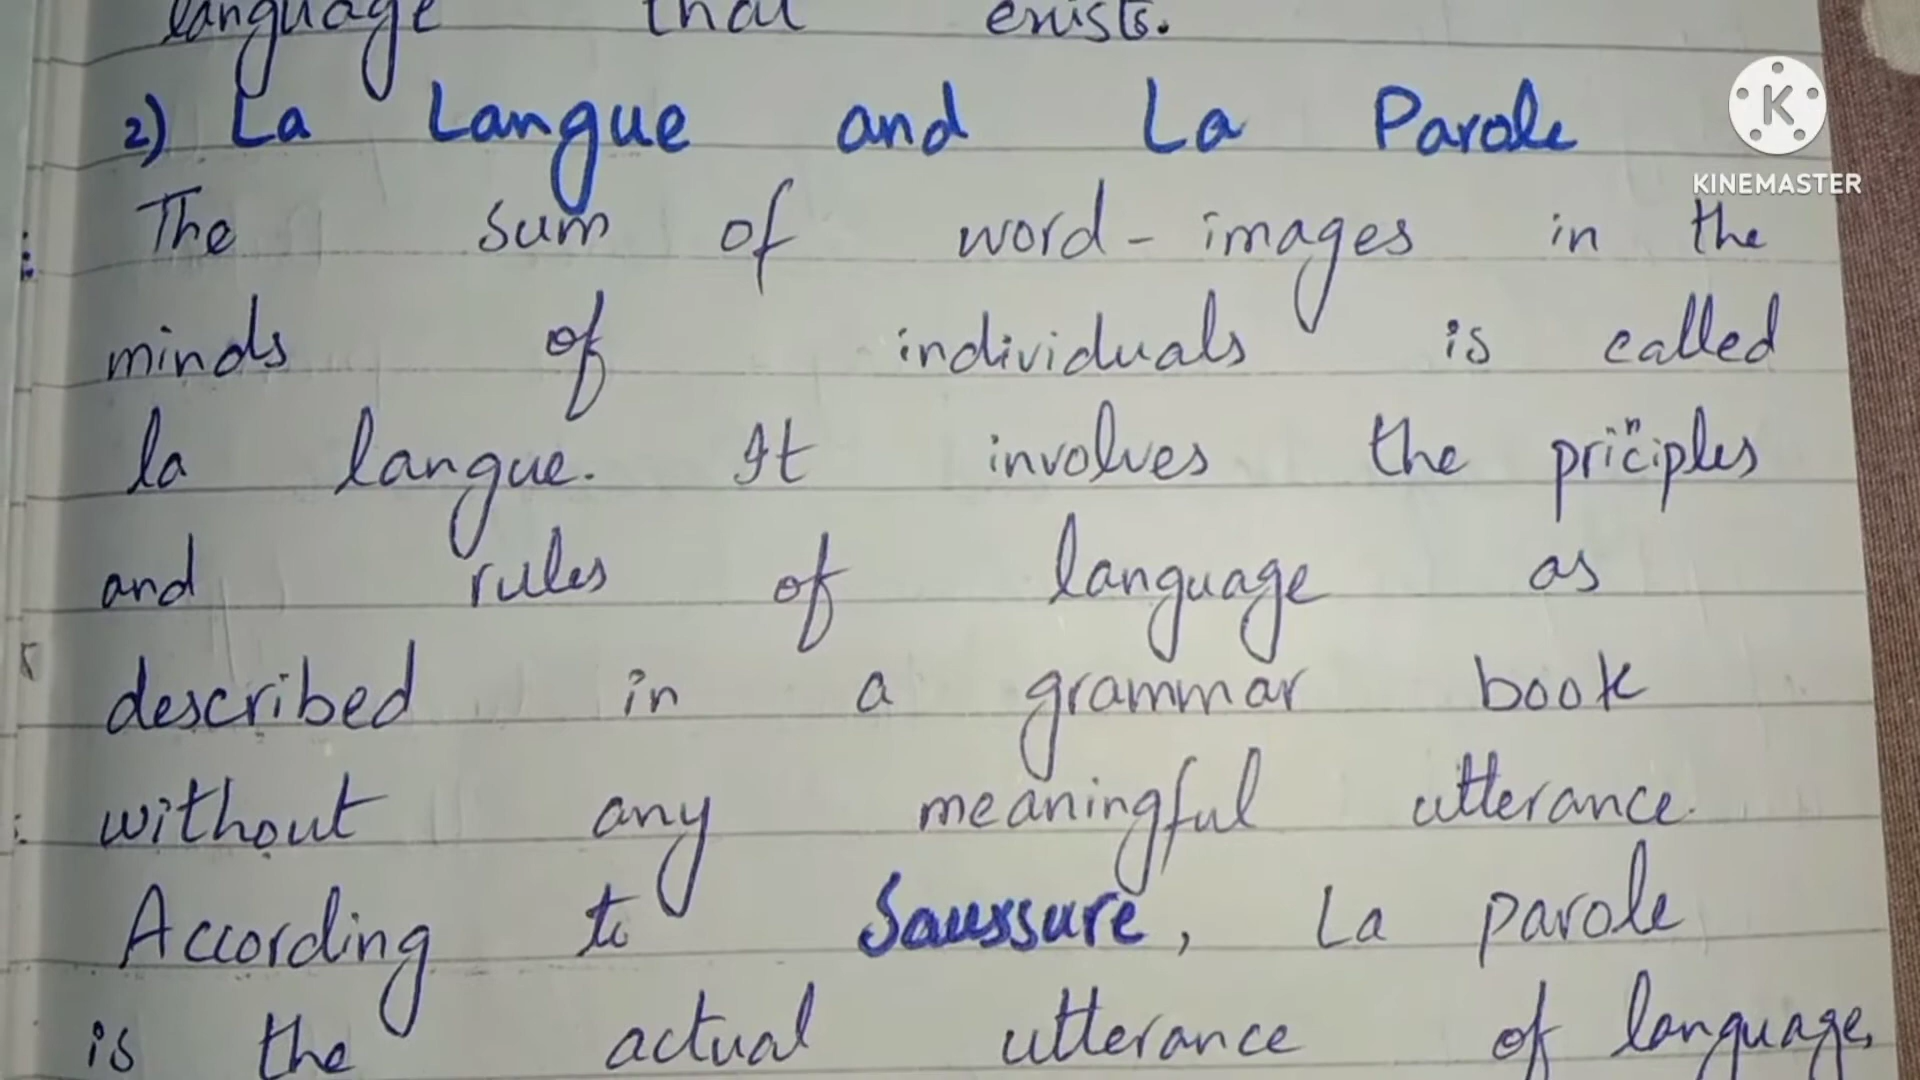 language that exists.
2) La Langue and La Parole
The sum of word-images in the
minds of individuals is called
la langue. It involves the principles
and rules of language as
described in a grammar book
without any meaningful utterance.
According to Saussure, La parole
is the actual utterance of language,
K
KINEMASTER